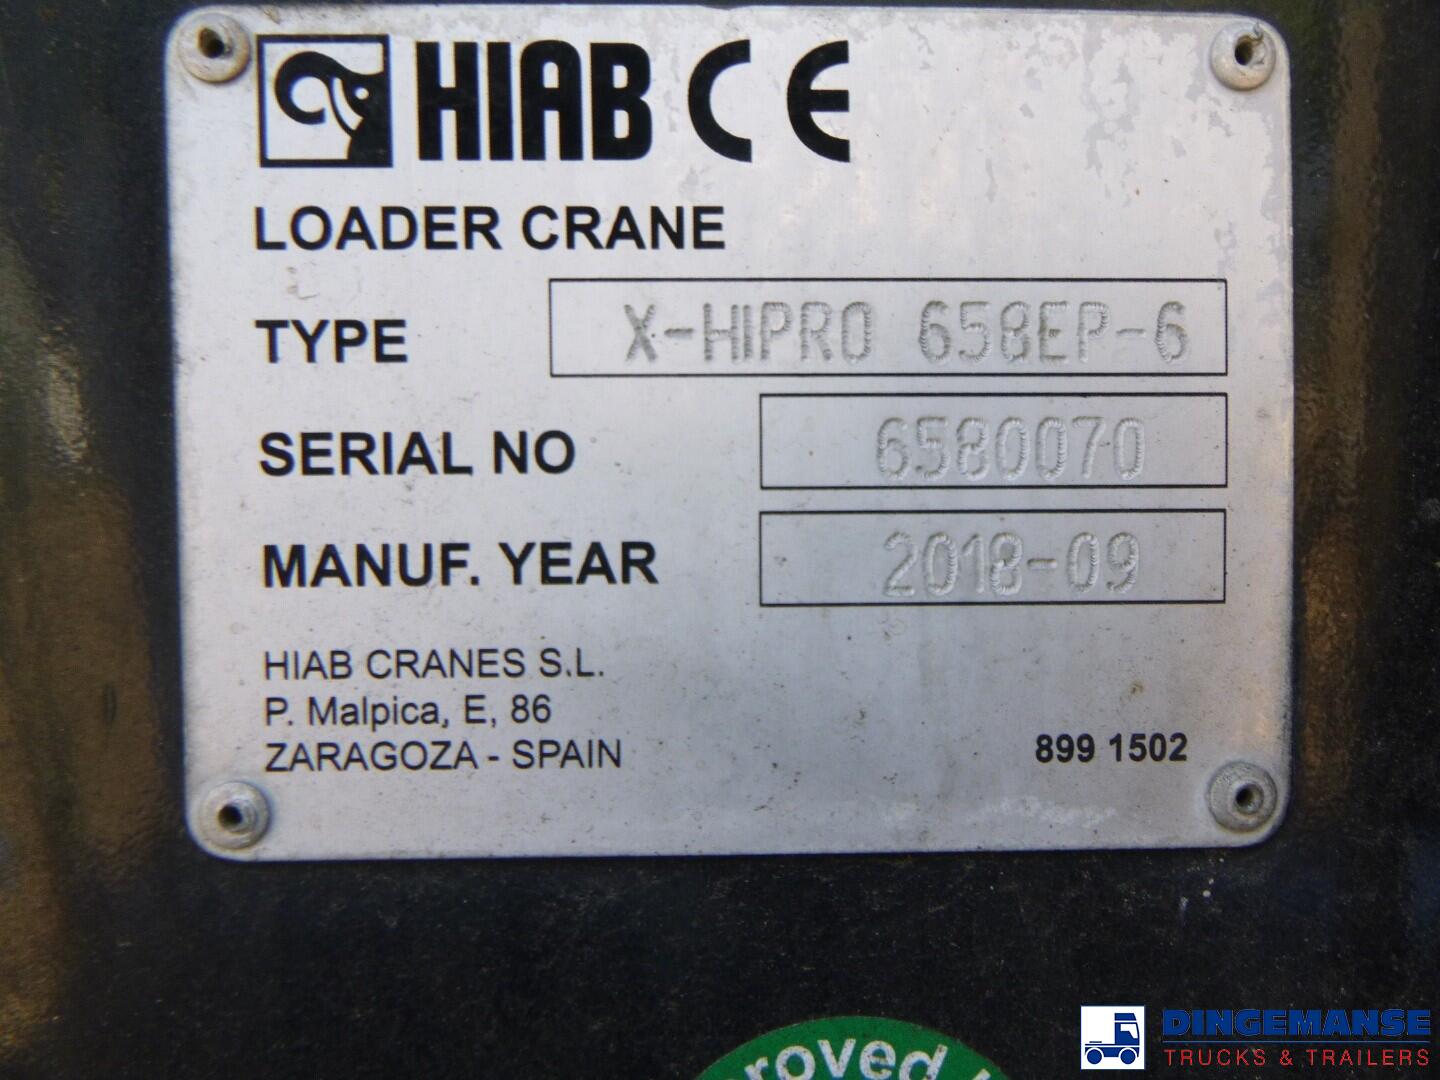 HIAB CE
LOADER CRANE
TYPE X-HIPRO 658EP-6
SERIAL NO 6580070
MANUF. YEAR 2018-09
HIAB CRANES S.L.
P. Malpica, E, 86
ZARAGOZA - SPAIN
899 1502
DINGEMANSE
TRUCKS & TRAILERS